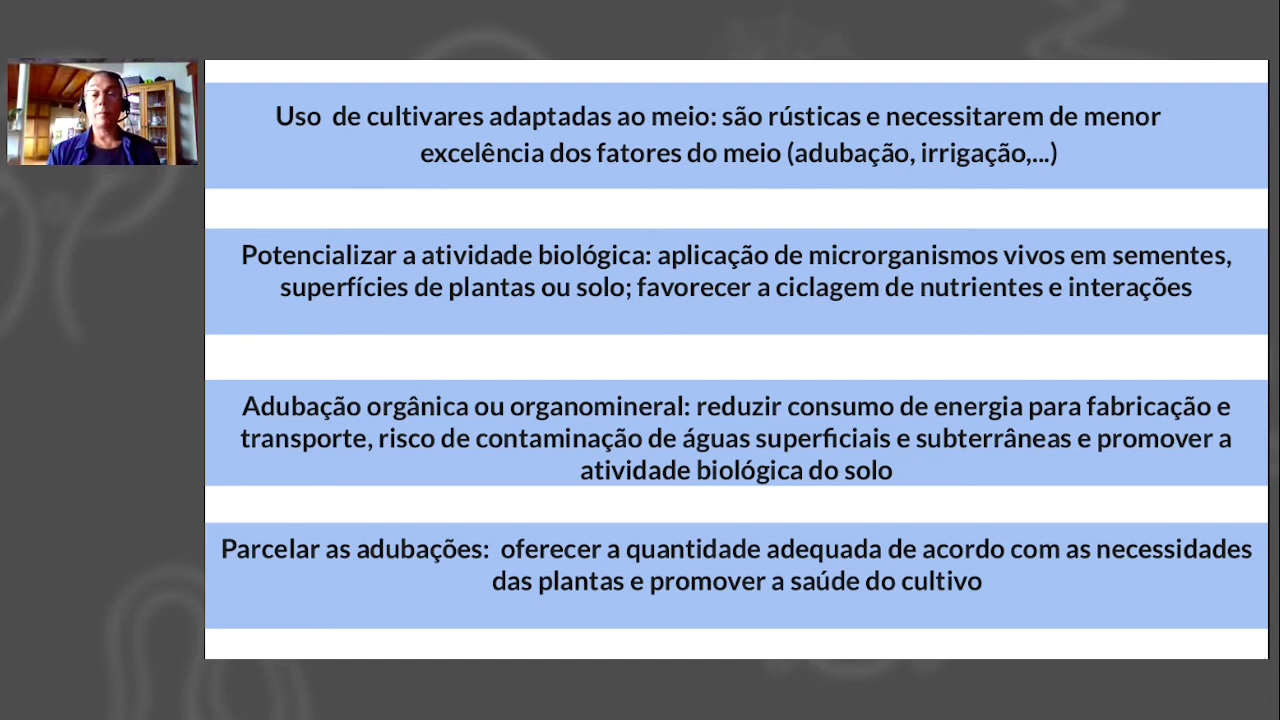 Uso  de cultivares adaptadas ao meio: são rústicas e necessitarem de menor
excelência dos fatores do meio (adubação, irrigação,...)
Potencializar a atividade biológica: aplicação de microrganismos vivos em sementes,
superfícies de plantas ou solo; favorecer a ciclagem de nutrientes e interações
Adubação orgânica ou organomineral: reduzir consumo de energia para fabricação e
transporte, risco de contaminação de águas superficiais e subterrâneas e promover a
atividade biológica do solo
Parcelar as adubações:  oferecer a quantidade adequada de acordo com as necessidades
das plantas e promover a saúde do cultivo